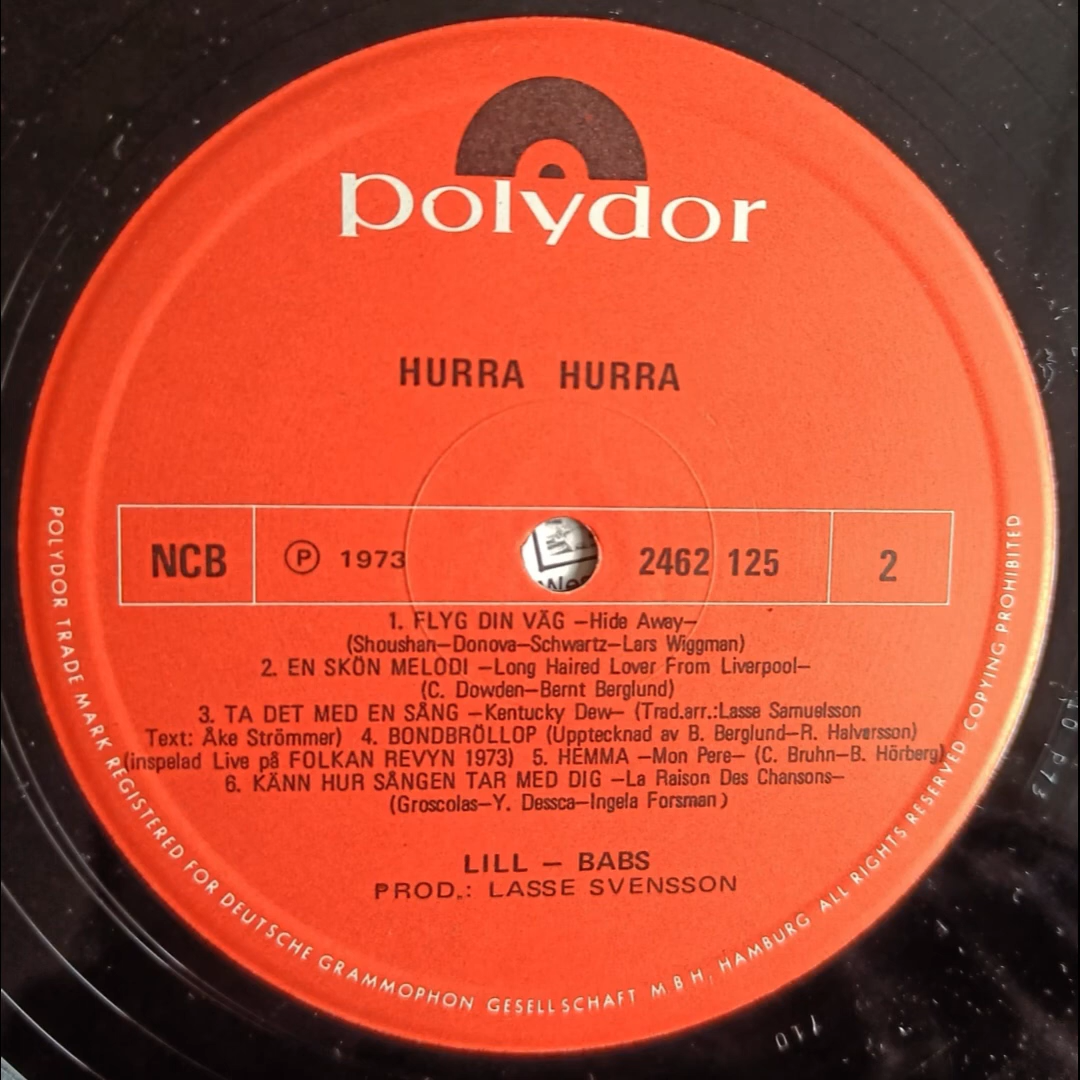 polydor
HURRA HURRA
NCB
Ⓟ 1973
2462 125
2
1. FLYG DIN VÄG –Hide Away–
(Shoushan–Donova–Schwartz–Lars Wiggman)
2. EN SKÖN MELODI –Long Haired Lover From Liverpool–
(C. Dowden–Bernt Berglund)
3. TA DET MED EN SÅNG –Kentucky Dew– (Trad.arr.:Lasse Samuelsson
Text: Åke Strömmer) 4. BONDBRÖLLOP (Upptecknad av B. Berglund–R. Halvarsson)
(inspelad Live på FOLKAN REVYN 1973) 5. HEMMA –Mon Pere– (C. Bruhn–B. Hörberg)
6. KÄNN HUR SÅNGEN TAR MED DIG –La Raison Des Chansons–
(Groscolas–Y. Dessca–Ingela Forsman)
LILL – BABS
PROD.: LASSE SVENSSON
POLYDOR TRADE MARK REGISTERED FOR DEUTSCHE GRAMMOPHON GESELLSCHAFT M B H, HAMBURG ALL RIGHTS RESERVED COPYING PROHIBITED
710